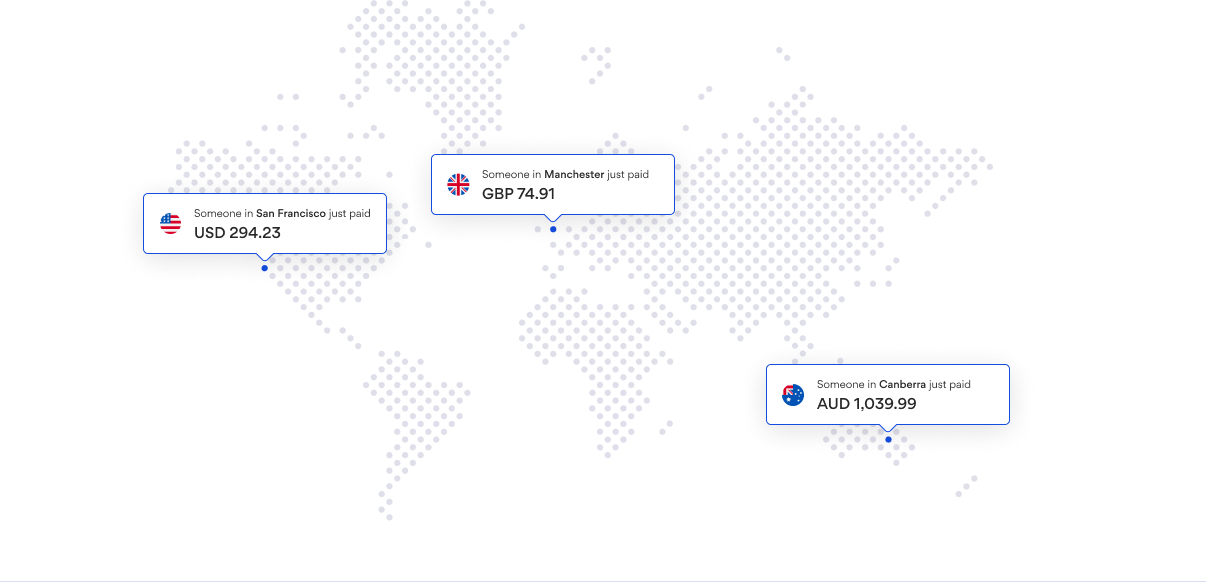 Someone in Manchester just paid
GBP 74.91
Someone in San Francisco just paid
USD 294.23
Someone in Canberra just paid
AUD 1,039.99